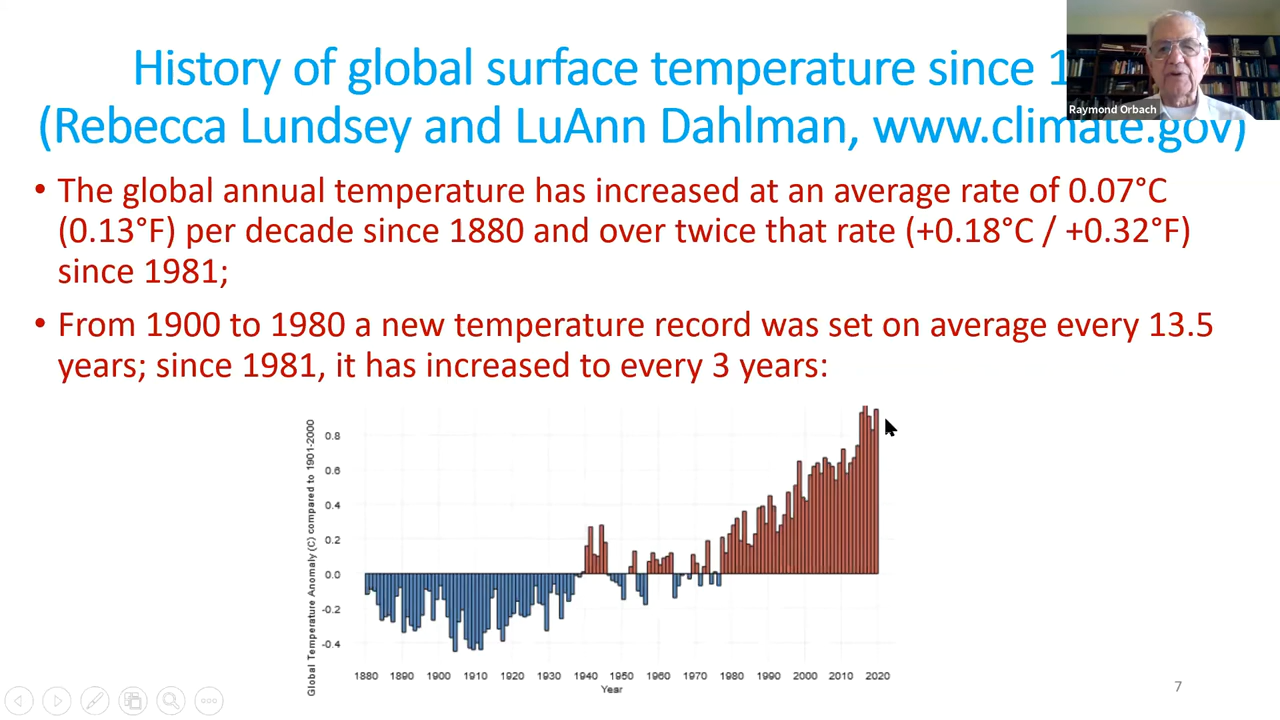 History of global surface temperature since 1
(Rebecca Lundsey and LuAnn Dahlman, www.climate.gov)
Raymond Orbach
• The global annual temperature has increased at an average rate of 0.07°C
(0.13°F) per decade since 1880 and over twice that rate (+0.18°C / +0.32°F)
since 1981;
• From 1900 to 1980 a new temperature record was set on average every 13.5
years; since 1981, it has increased to every 3 years:
Global Temperature Anomaly (C) compared to 1901-2000
0.8
0.6
0.4
0.2
0.0
-0.2
-0.4
1880 1890 1900 1910 1920 1930 1940 1950 1960 1970 1980 1990 2000 2010 2020
Year
7